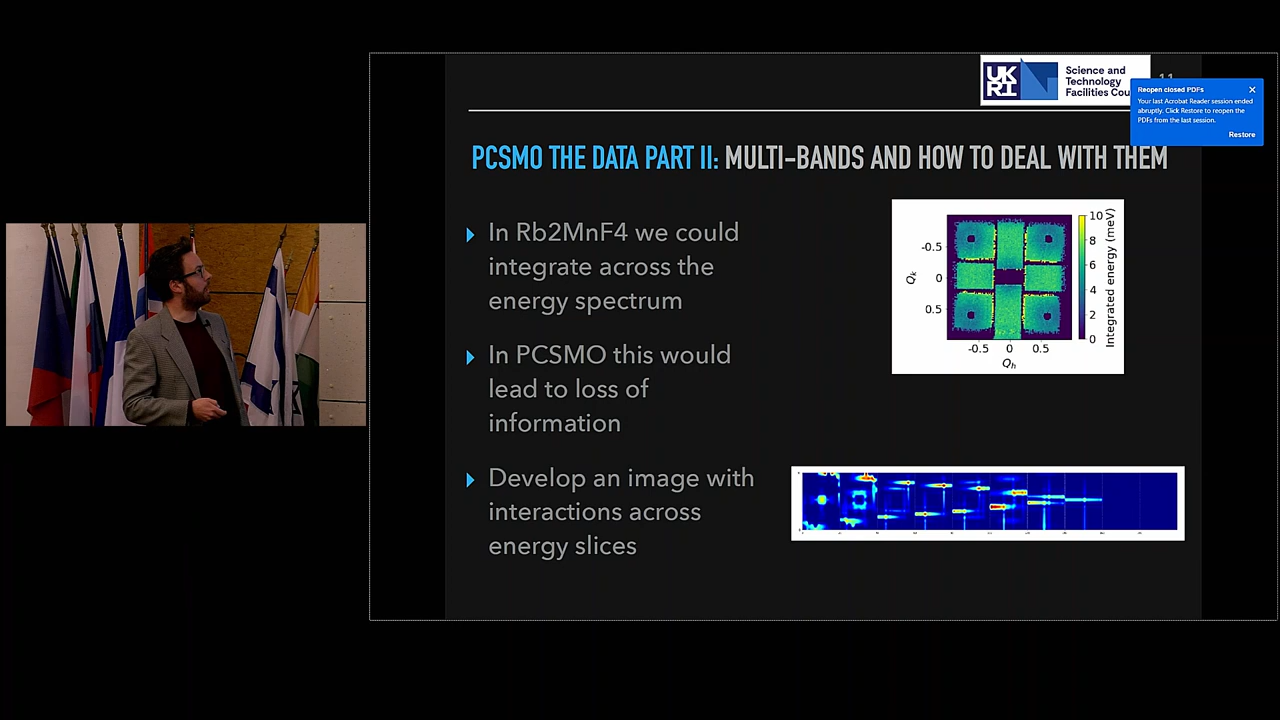 UK
RI
Science and
Technology
Facilities Cou
Reopen closed PDFs
Your last Acrobat Reader session ended
abruptly. Click Restore to reopen the
PDFs from the last session.
Restore
PCSMO THE DATA PART II: MULTI-BANDS AND HOW TO DEAL WITH THEM
In Rb2MnF4 we could
integrate across the
energy spectrum
In PCSMO this would
lead to loss of
information
Develop an image with
interactions across
energy slices
-0.5
0
0.5
Qk
-0.5 0 0.5
Qh
10
8
6
4
2
0
Integrated energy (meV)